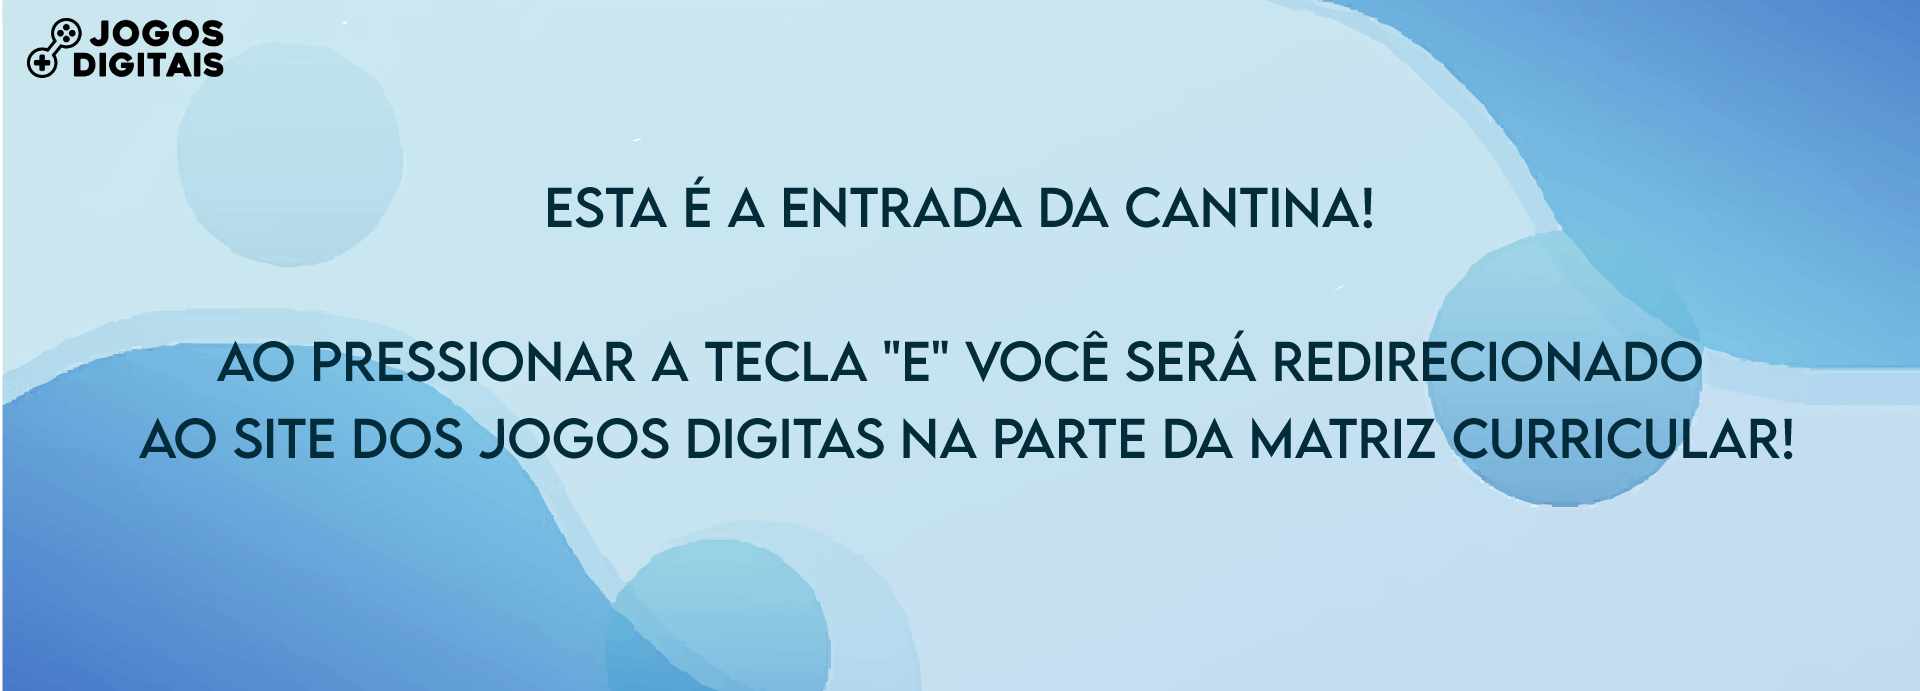 JOGOS
DIGITAIS
ESTA É A ENTRADA DA CANTINA!
AO PRESSIONAR A TECLA "E" VOCÊ SERÁ REDIRECIONADO
AO SITE DOS JOGOS DIGITAS NA PARTE DA MATRIZ CURRICULAR!